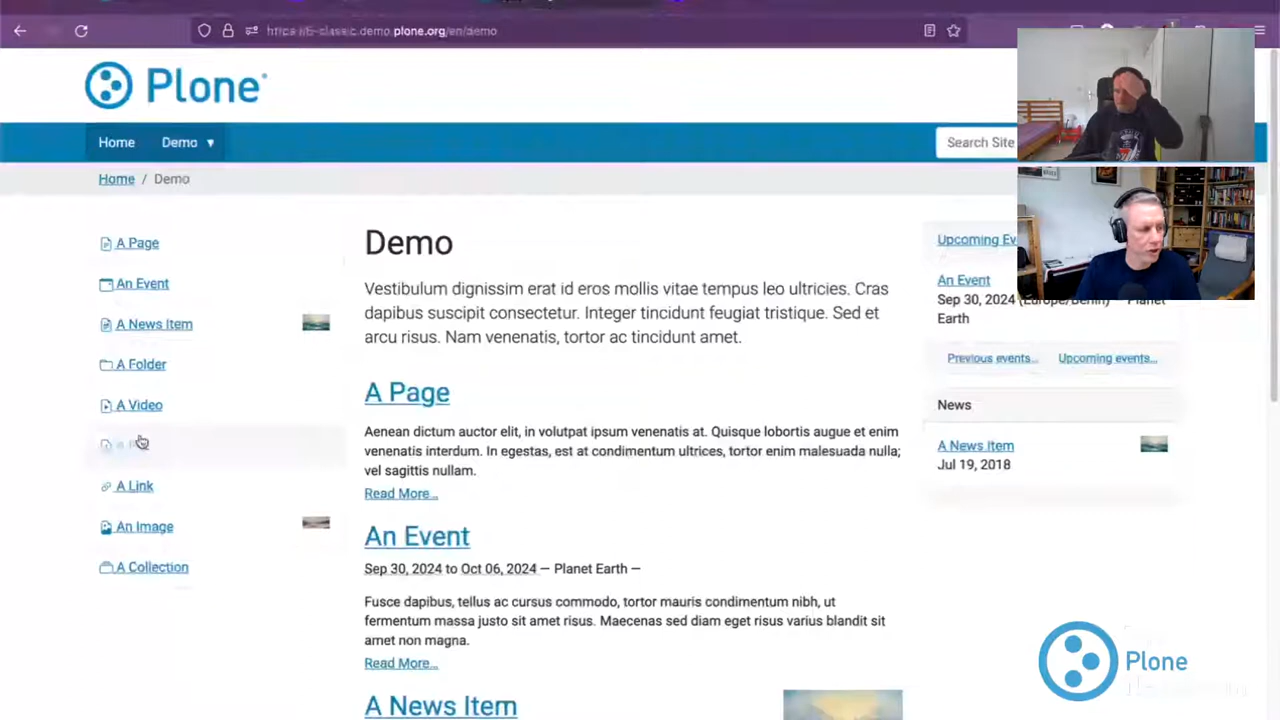 https://6-classic.demo.plone.org/en/demo
Plone®
Home Demo ▾ Search Site
Home / Demo
A Page
An Event
A News Item
A Folder
A Video
A Link
An Image
A Collection
Demo
Vestibulum dignissim erat id eros mollis vitae tempus leo ultricies. Cras
dapibus suscipit consectetur. Integer tincidunt feugiat tristique. Sed et
arcu risus. Nam venenatis, tortor ac tincidunt amet.
A Page
Aenean dictum auctor elit, in volutpat ipsum venenatis at. Quisque lobortis augue et enim
venenatis interdum. In egestas, est at condimentum ultrices, tortor enim malesuada nulla;
vel sagittis nullam.
Read More...
An Event
Sep 30, 2024 to Oct 06, 2024 — Planet Earth —
Fusce dapibus, tellus ac cursus commodo, tortor mauris condimentum nibh, ut
fermentum massa justo sit amet risus. Maecenas sed diam eget risus varius blandit sit
amet non magna.
Read More...
A News Item
Upcoming Ev
An Event
Sep 30, 2024 (Europe/Berlin) — Planet
Earth
Previous events... Upcoming events...
News
A News Item
Jul 19, 2018
Plone